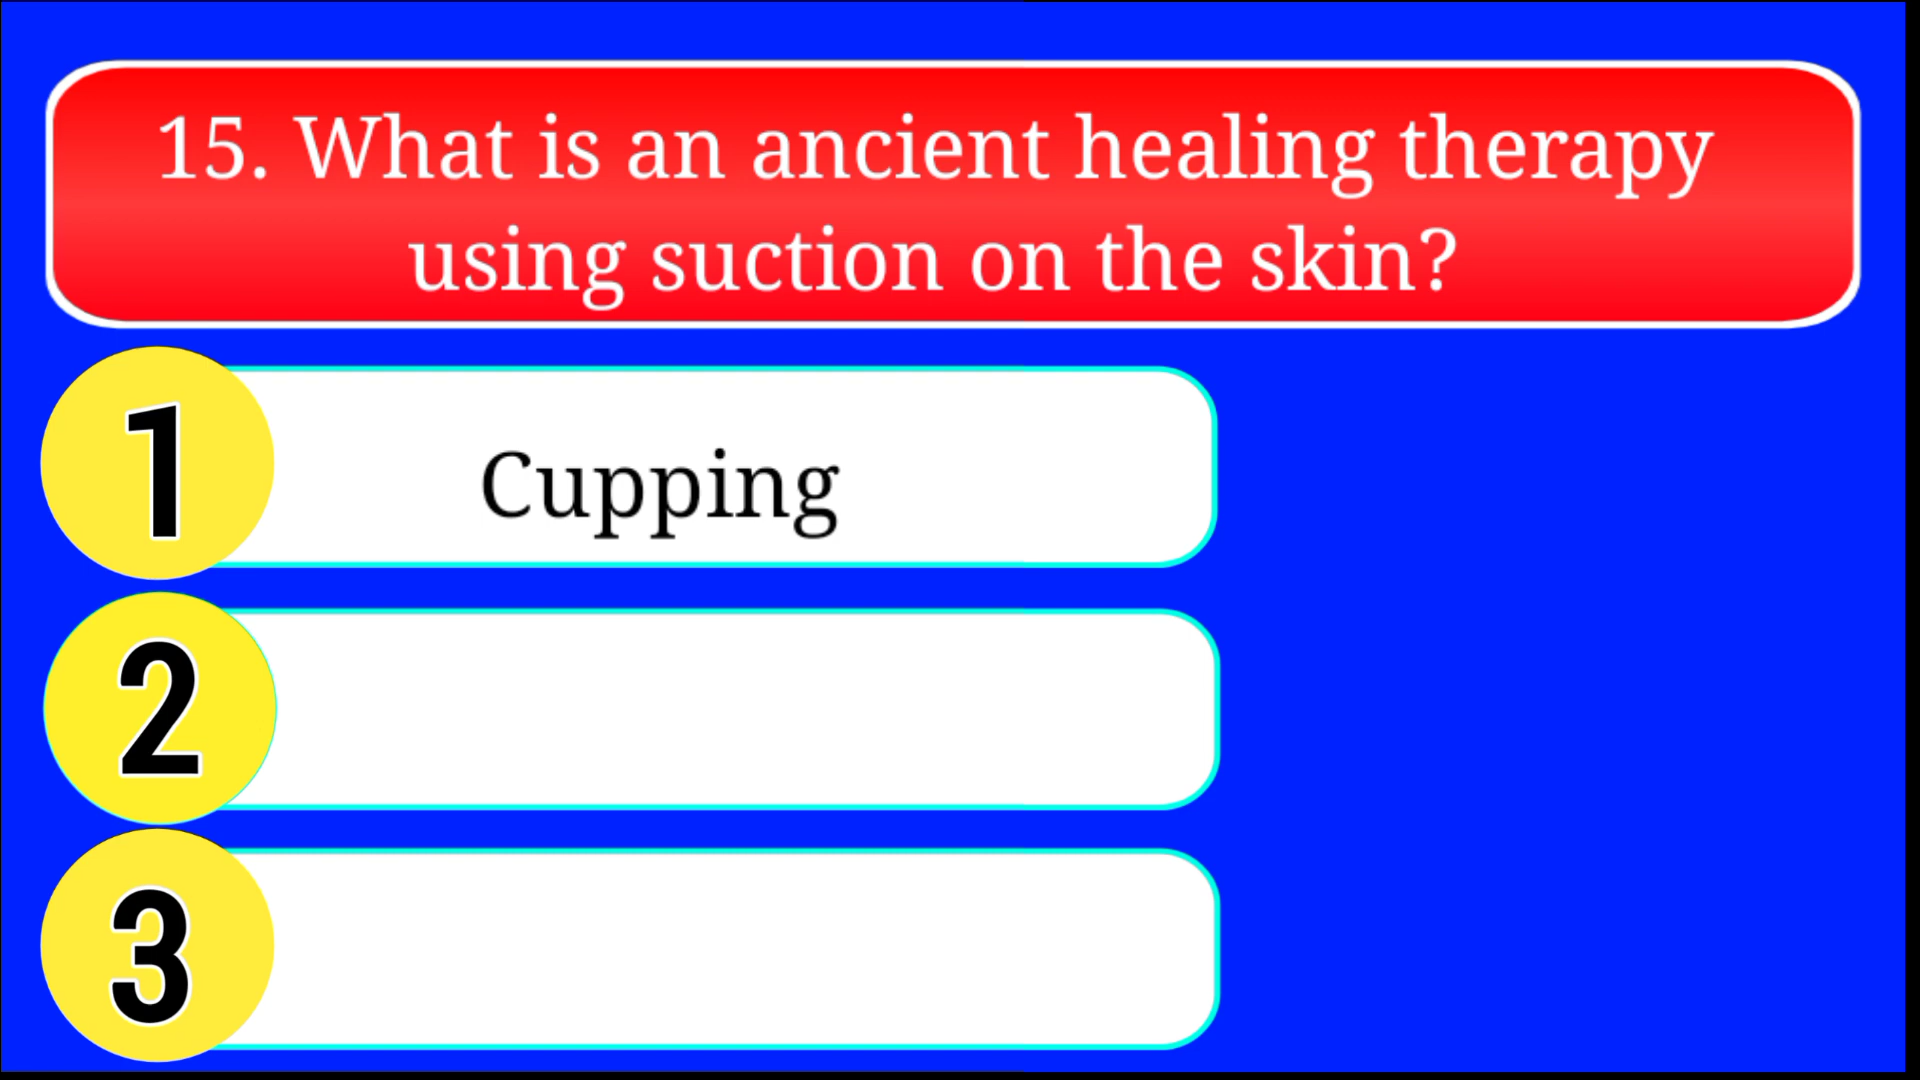 15. What is an ancient healing therapy
using suction on the skin?
1
Cupping
2
3